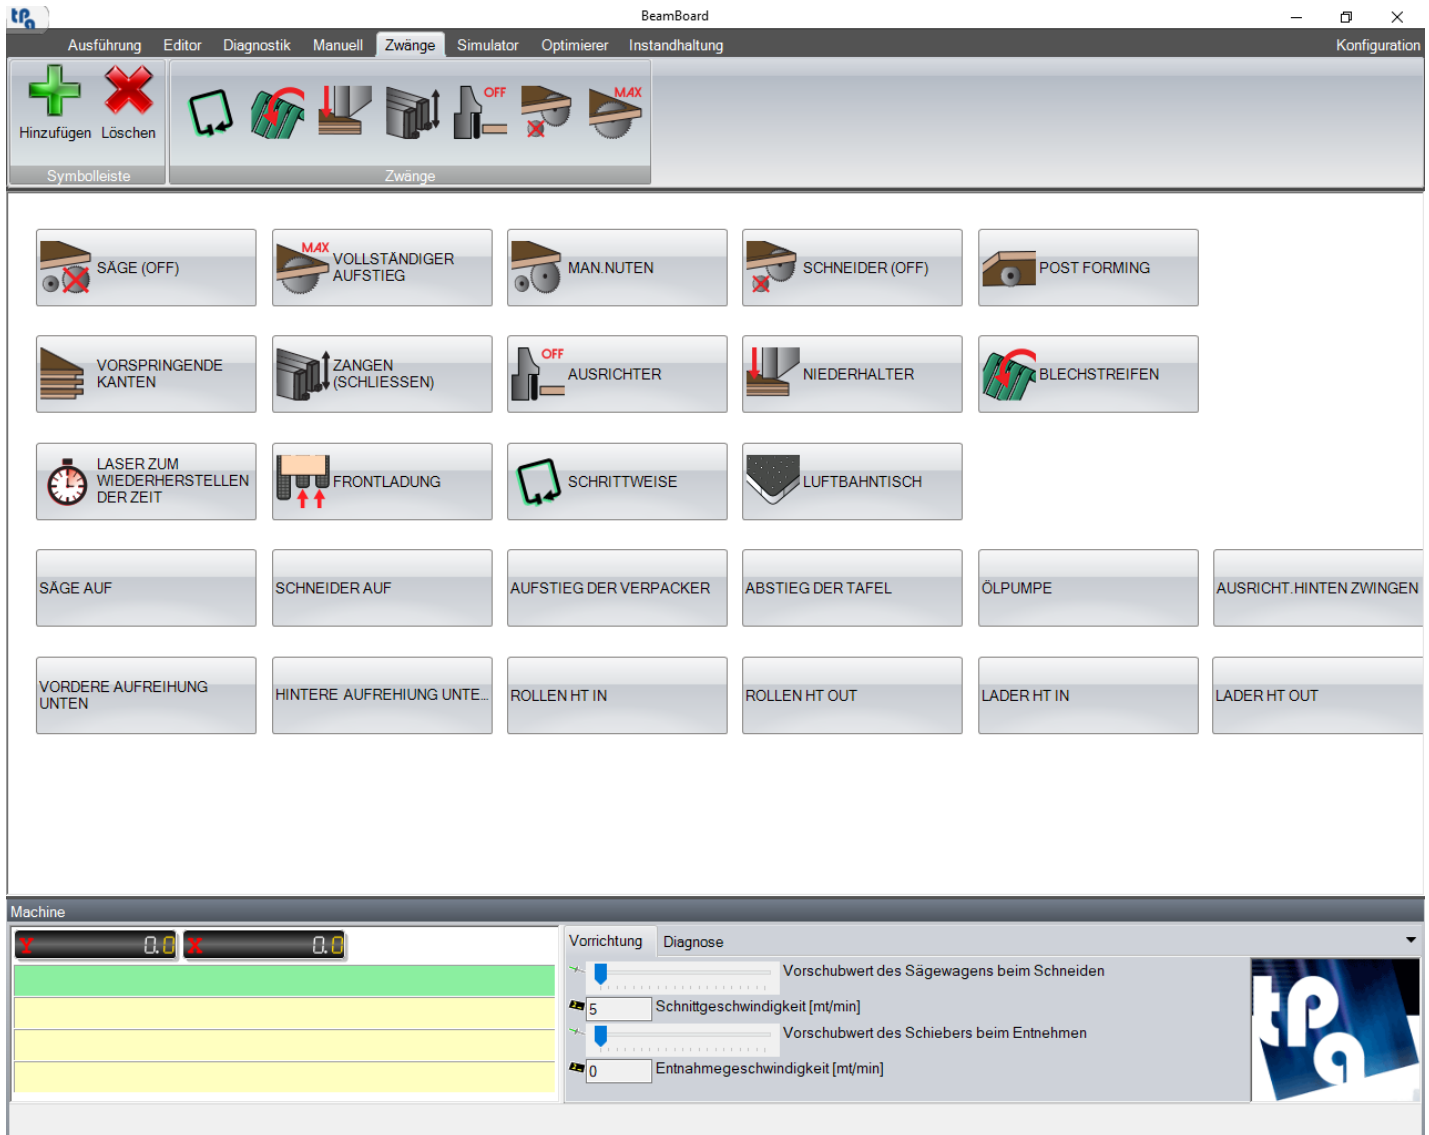 tpa
BeamBoard
Ausführung Editor Diagnostik Manuell Zwänge Simulator Optimierer Instandhaltung Konfiguration
OFF MAX
Hinzufügen Löschen
Symbolleiste Zwänge
SÄGE (OFF)
MAX
VOLLSTÄNDIGER
AUFSTIEG
MAN.NUTEN
SCHNEIDER (OFF)
POST FORMING
VORSPRINGENDE
KANTEN
ZANGEN
(SCHLIESSEN)
OFF
AUSRICHTER
NIEDERHALTER
BLECHSTREIFEN
LASER ZUM
WIEDERHERSTELLEN
DER ZEIT
FRONTLADUNG
SCHRITTWEISE
LUFTBAHNTISCH
SÄGE AUF
SCHNEIDER AUF
AUFSTIEG DER VERPACKER
ABSTIEG DER TAFEL
ÖLPUMPE
AUSRICHT.HINTEN ZWINGEN
VORDERE AUFREIHUNG
UNTEN
HINTERE AUFREHIUNG UNTE...
ROLLEN HT IN
ROLLEN HT OUT
LADER HT IN
LADER HT OUT
Machine
Y 0.0 X 0.0
Vorrichtung Diagnose
Vorschubwert des Sägewagens beim Schneiden
5 Schnittgeschwindigkeit [mt/min]
Vorschubwert des Schiebers beim Entnehmen
0 Entnahmegeschwindigkeit [mt/min]
tpa